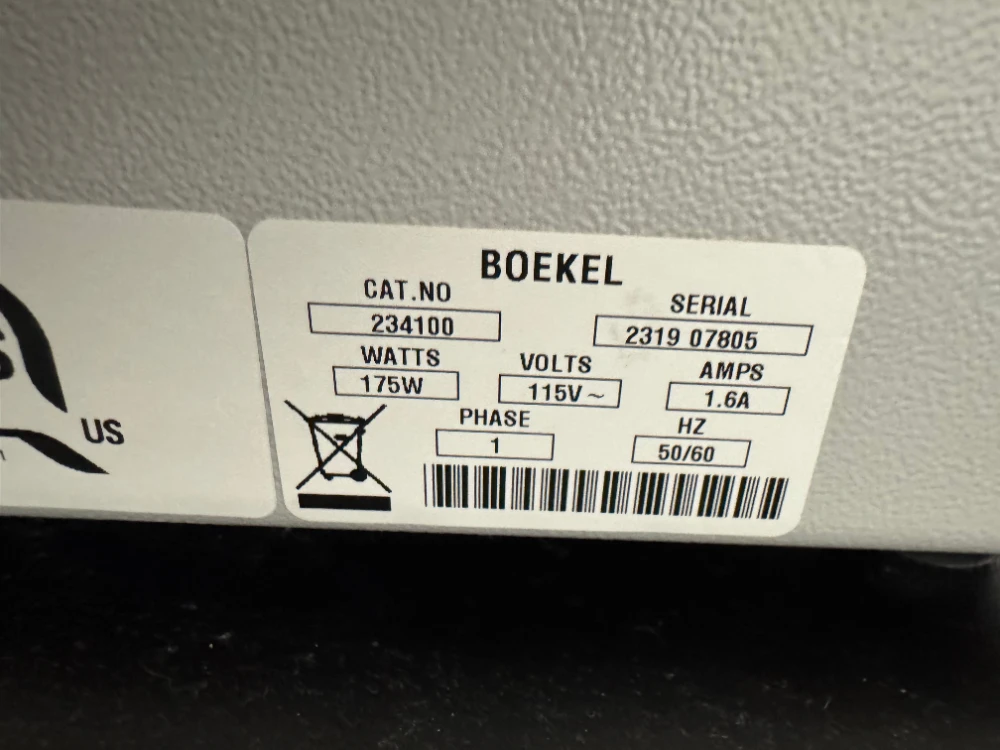 BOEKEL
CAT.NO
SERIAL
234100
2319 07805
WATTS
VOLTS
AMPS
175W
115V ~
1.6A
PHASE
HZ
1
50/60
US